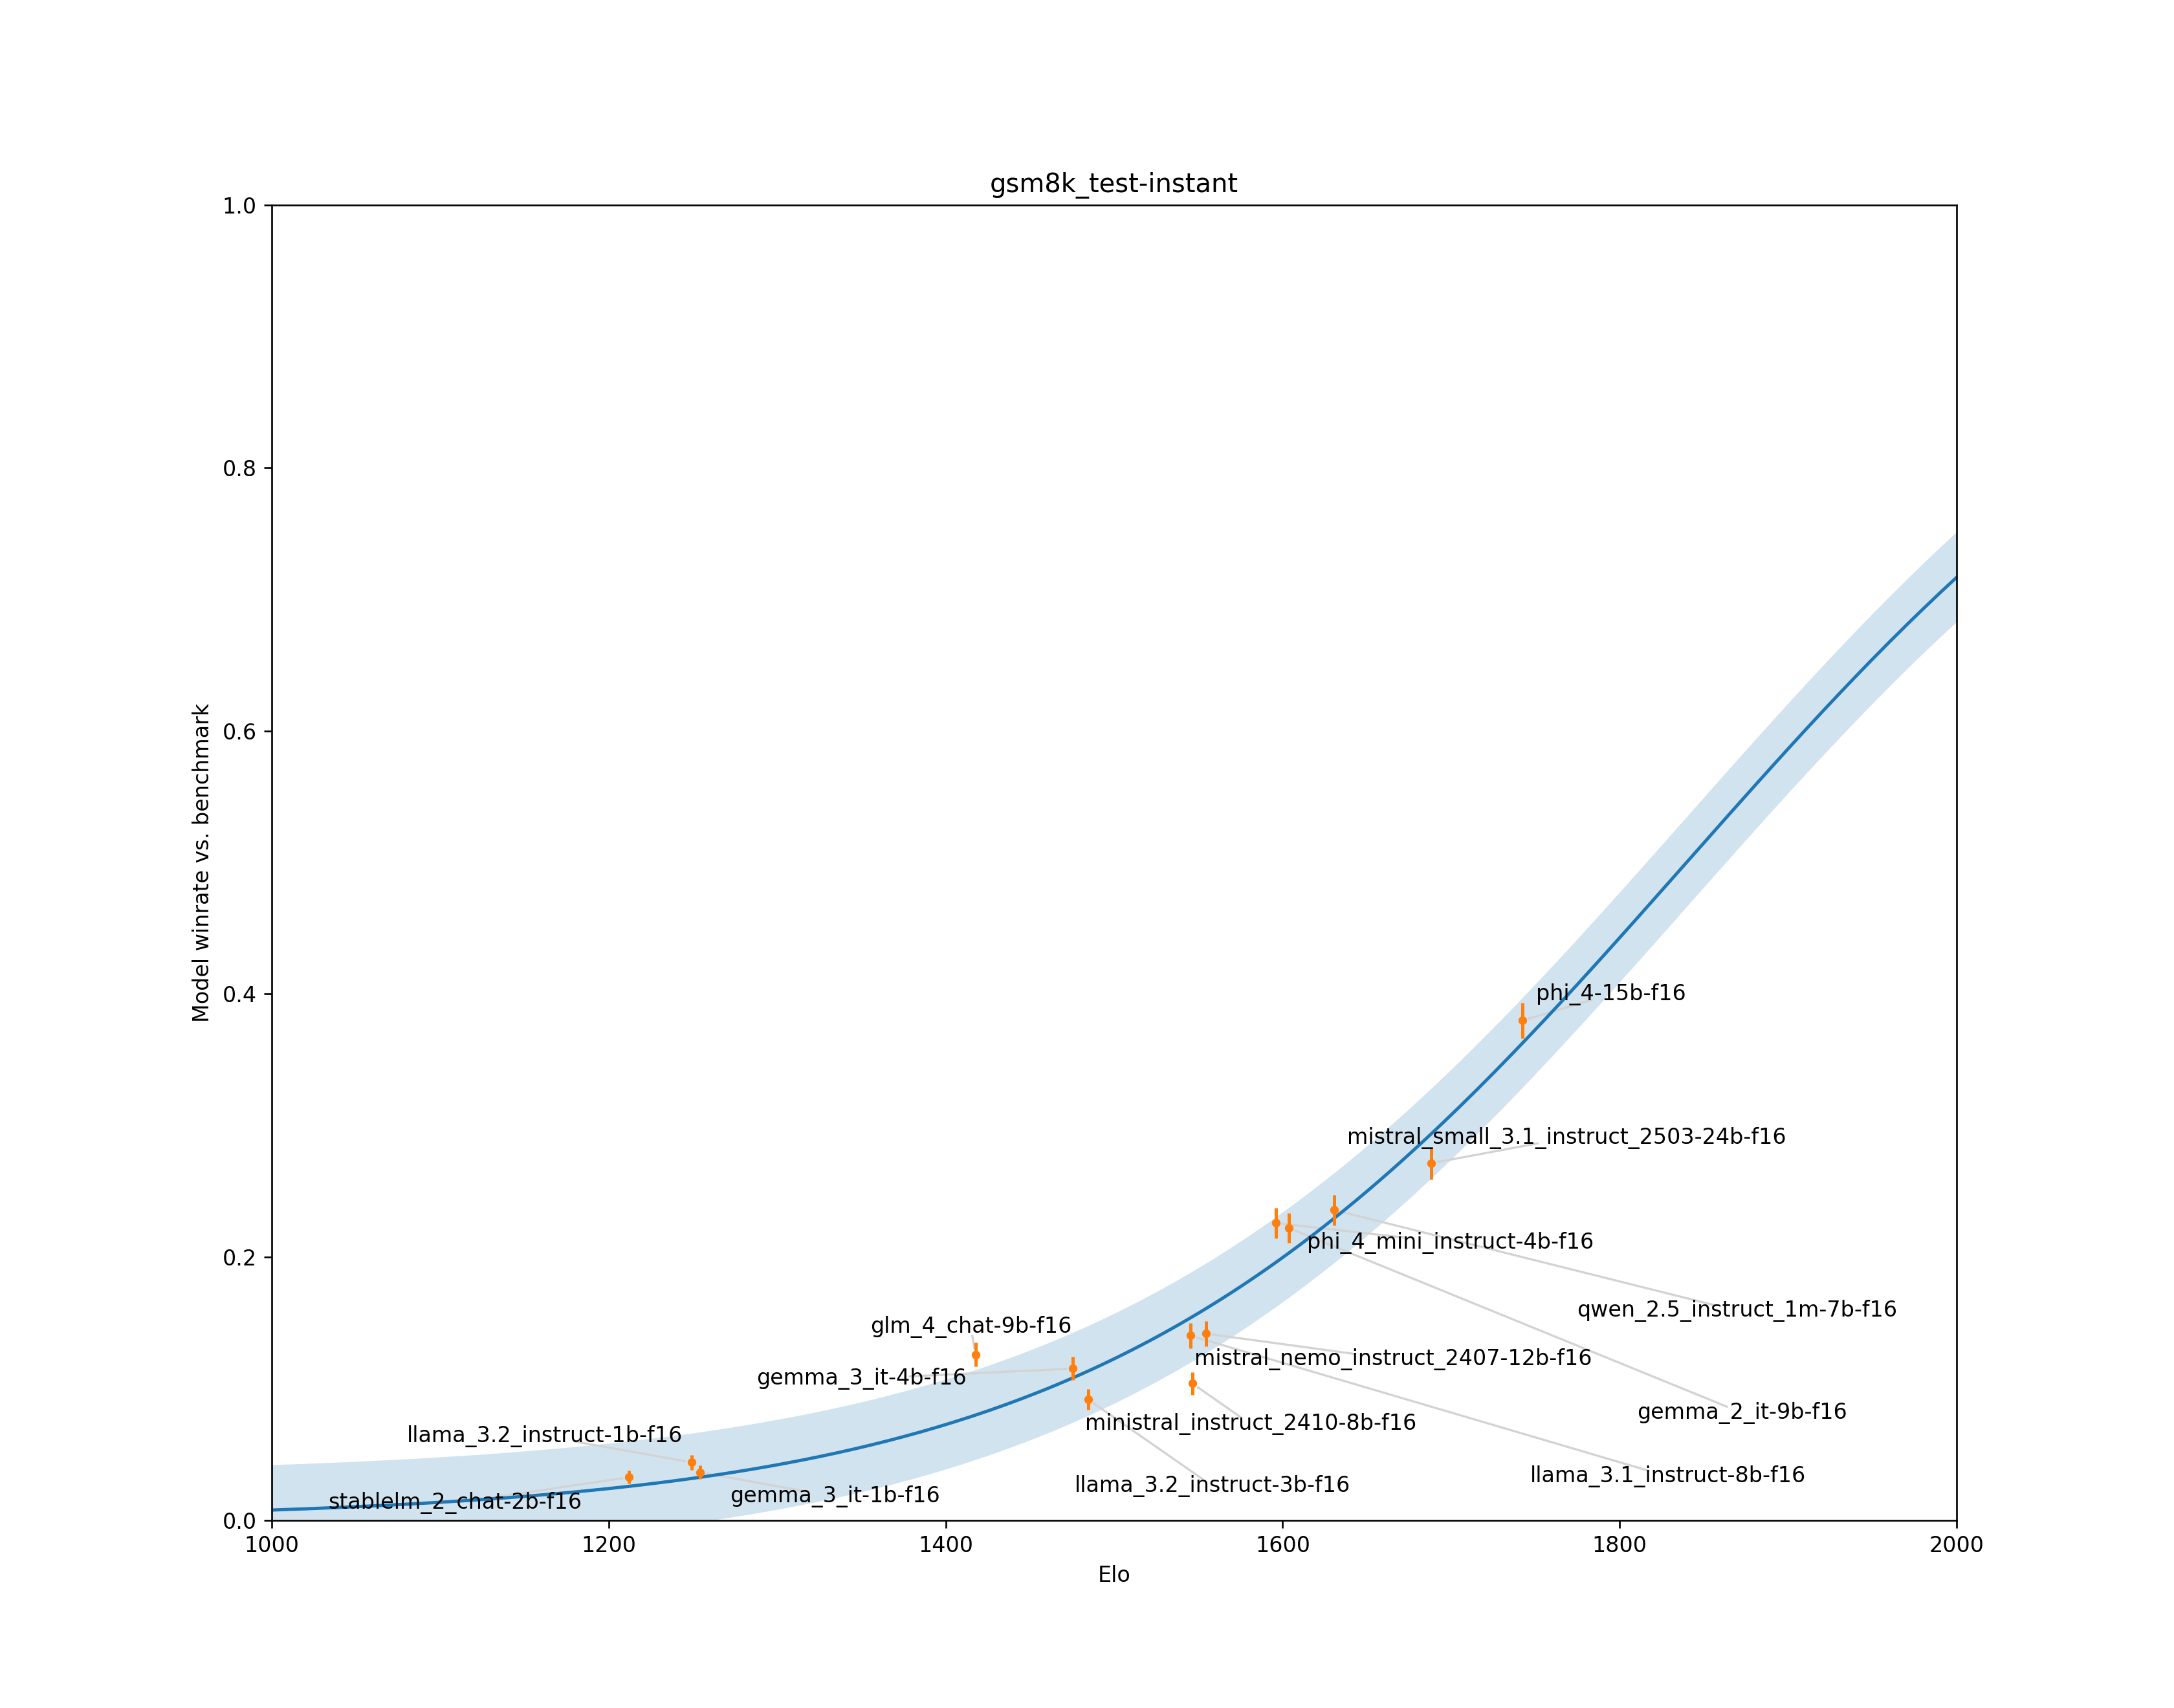 gsm8k_test-instant
1.0
0.8
0.6
0.4
0.2
0.0
Model winrate vs. benchmark
phi_4-15b-f16
mistral_small_3.1_instruct_2503-24b-f16
phi_4_mini_instruct-4b-f16
qwen_2.5_instruct_1m-7b-f16
glm_4_chat-9b-f16
mistral_nemo_instruct_2407-12b-f16
gemma_3_it-4b-f16
gemma_2_it-9b-f16
ministral_instruct_2410-8b-f16
llama_3.2_instruct-1b-f16
llama_3.1_instruct-8b-f16
llama_3.2_instruct-3b-f16
gemma_3_it-1b-f16
stablelm_2_chat-2b-f16
1000 1200 1400 1600 1800 2000
Elo